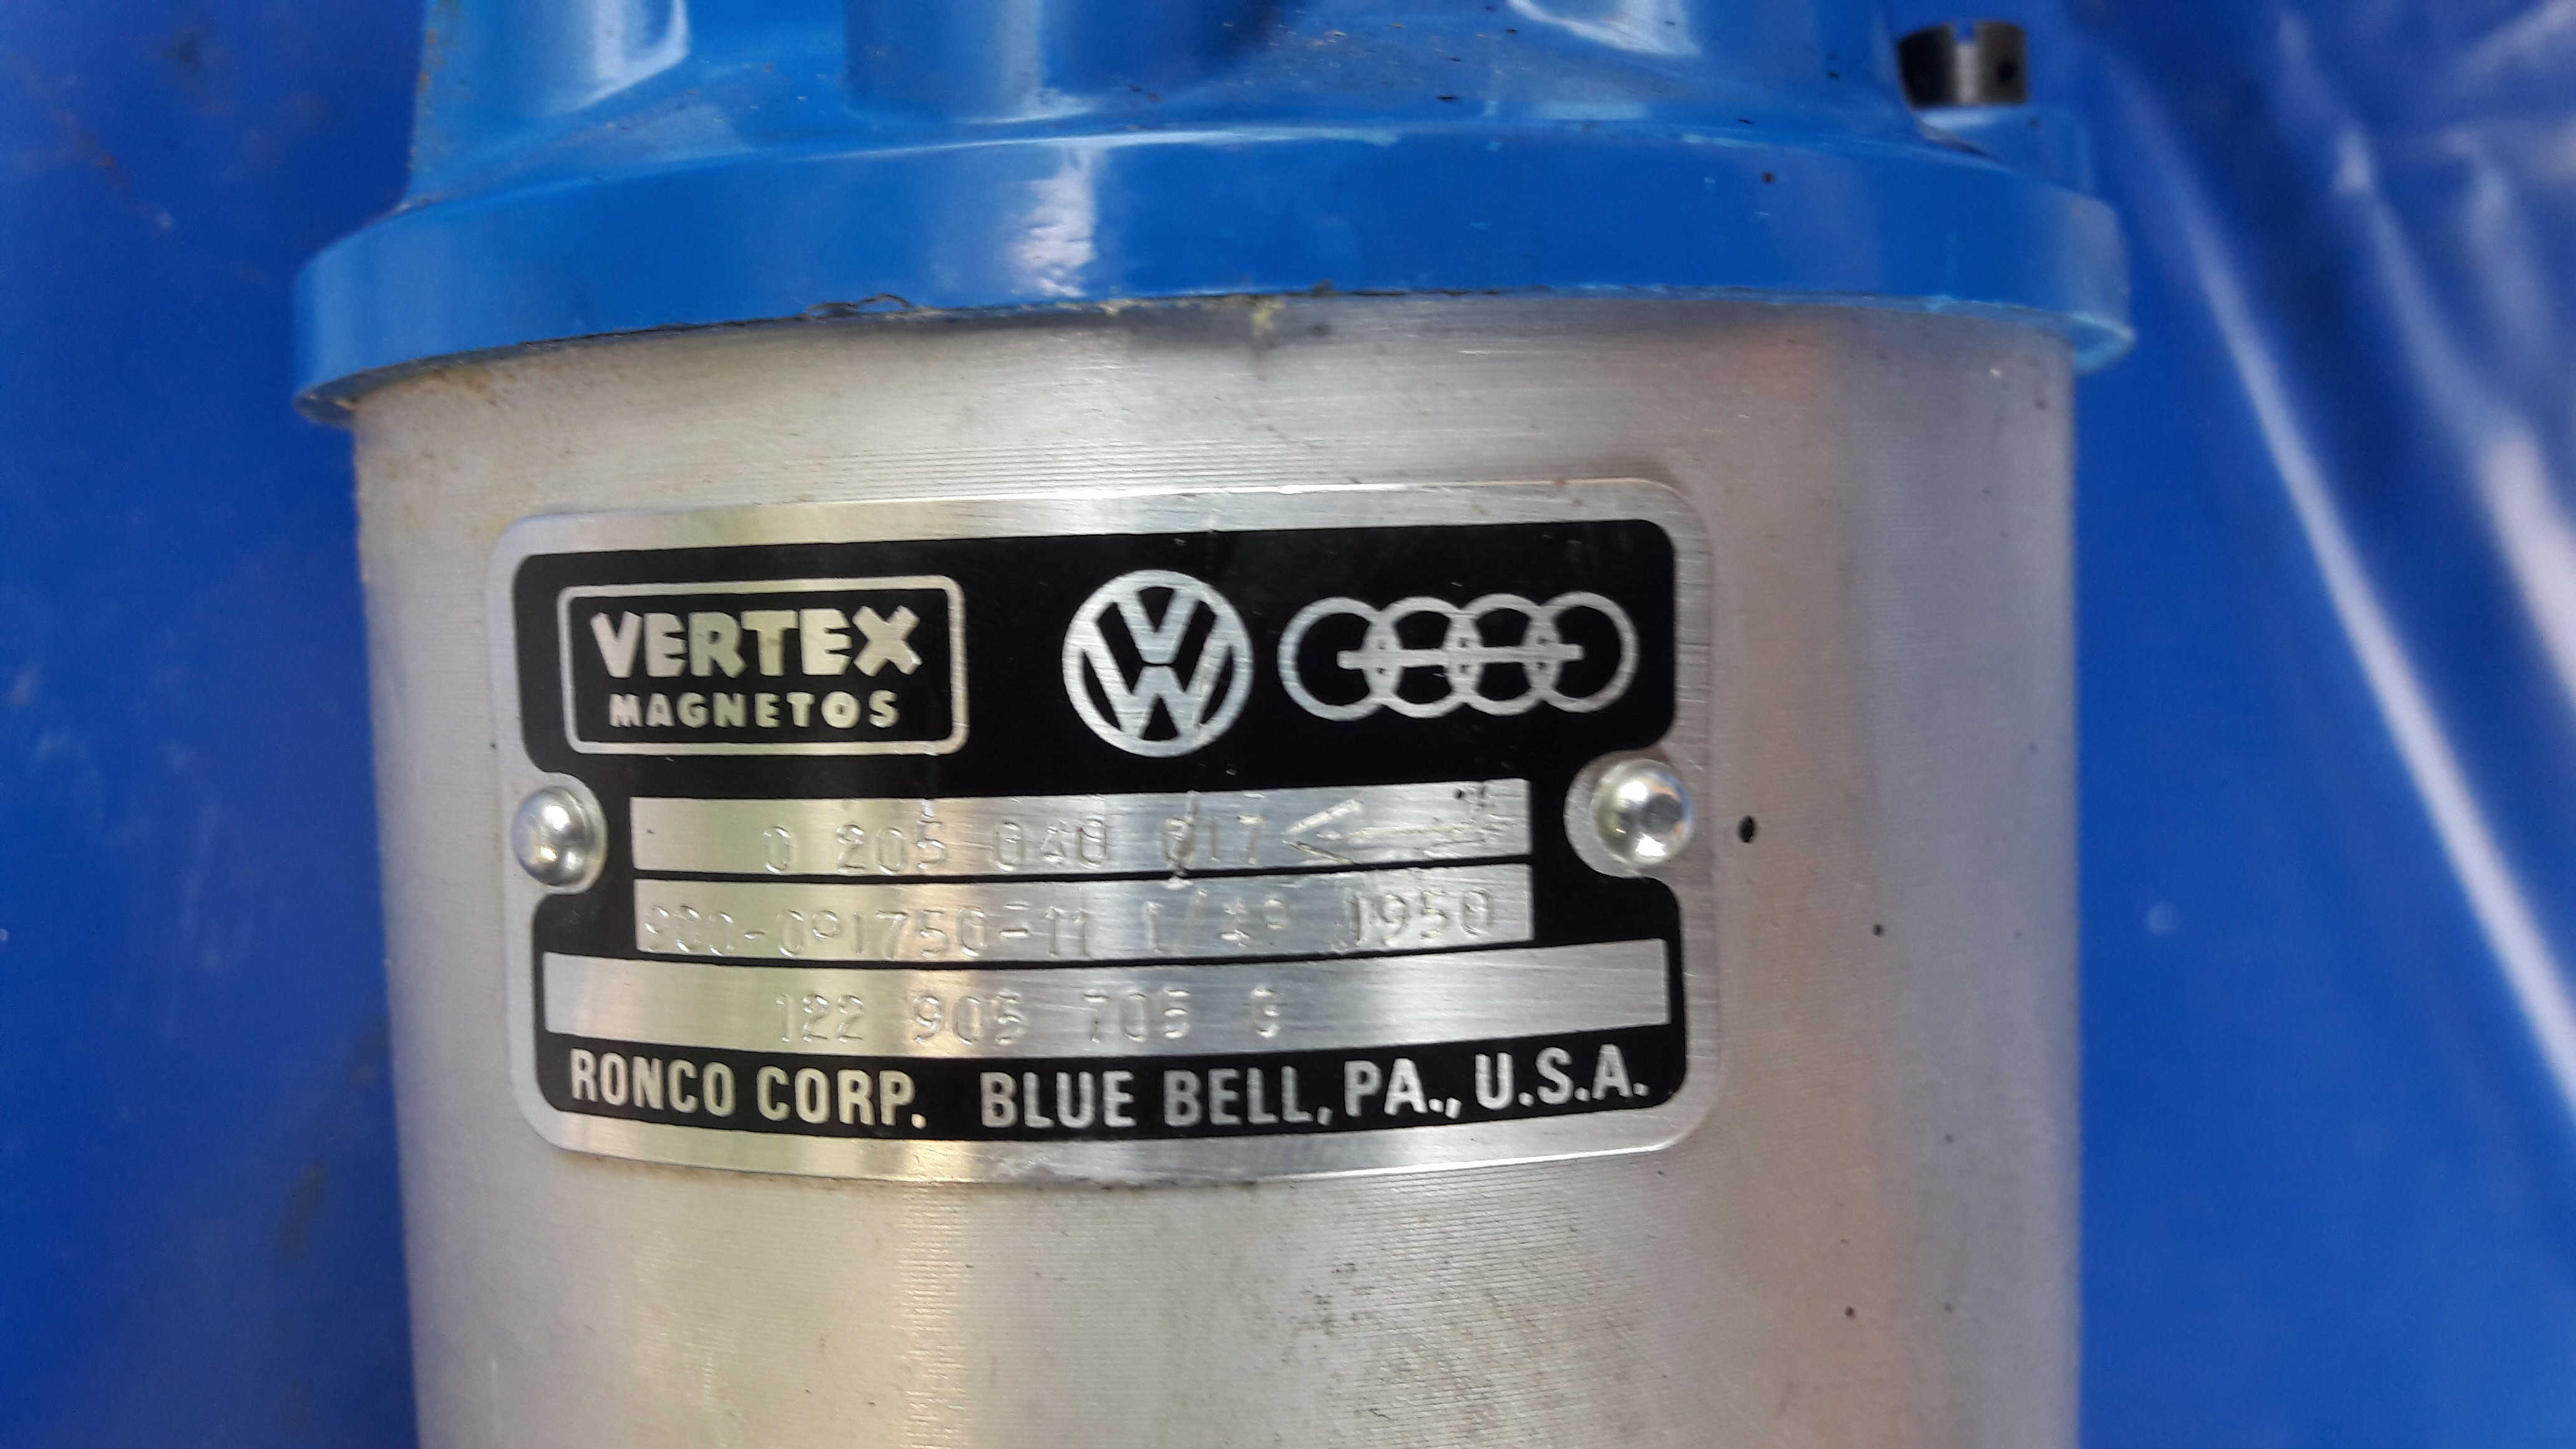 VERTEX
MAGNETOS
0 205 040 017
1950
122 905 705
RONCO CORP. BLUE BELL, PA., U.S.A.